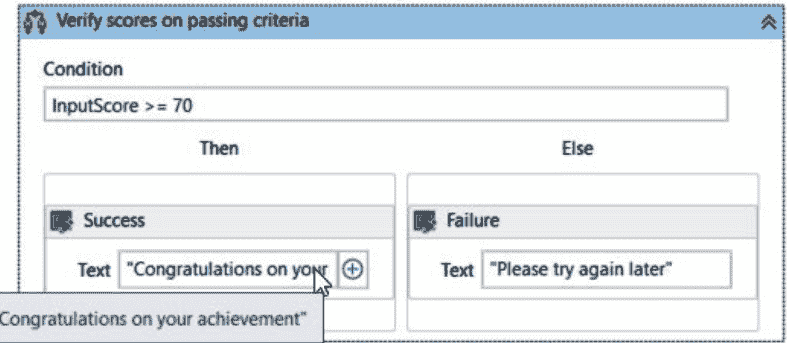 Verify scores on passing criteria
Condition
InputScore >= 70
Then
Else
Success
Failure
Text "Congratulations on your
Text "Please try again later"
Congratulations on your achievement"